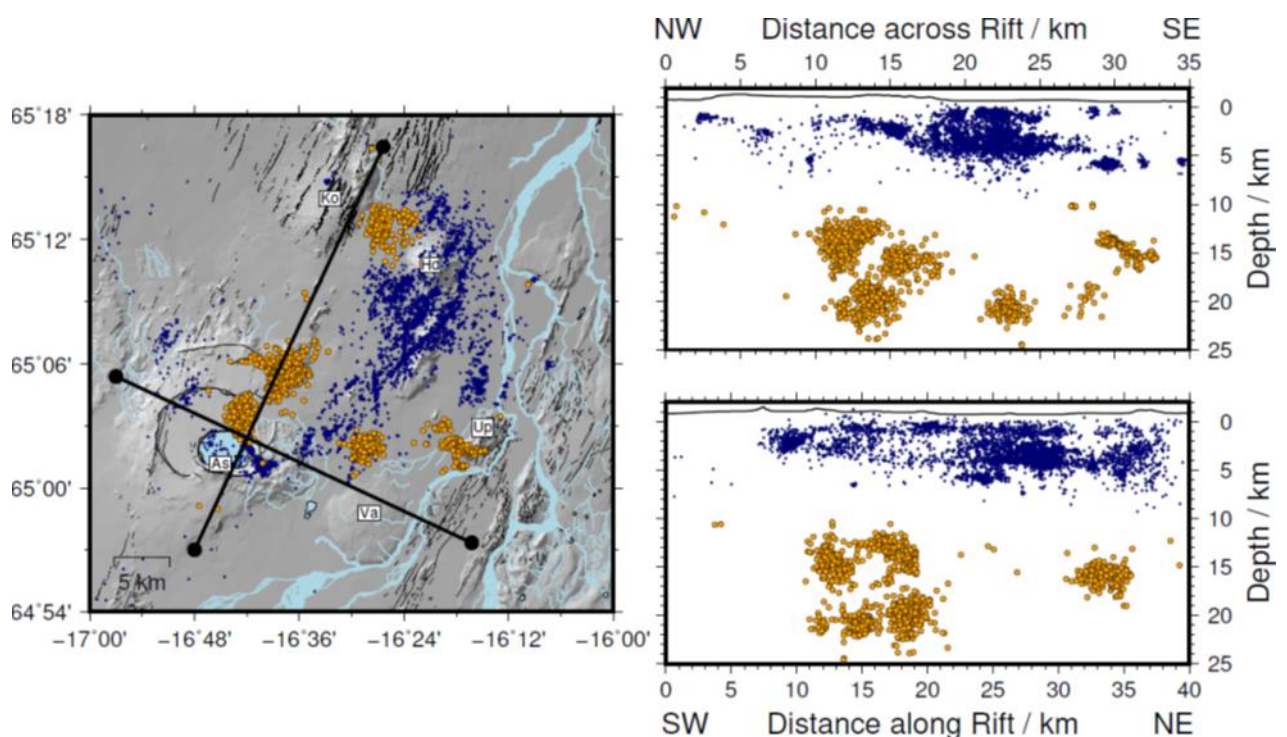 NW Distance across Rift / km SE
0 5 10 15 20 25 30 35
65˚18'
65˚12'
65˚06'
65˚00'
64˚54'
Ko
Up
As
Va
5 km
−17˚00' −16˚48' −16˚36' −16˚24' −16˚12' −16˚00'
0
5
10
15
20
25
Depth / km
0
5
10
15
20
25
Depth / km
0 5 10 15 20 25 30 35 40
SW Distance along Rift / km NE